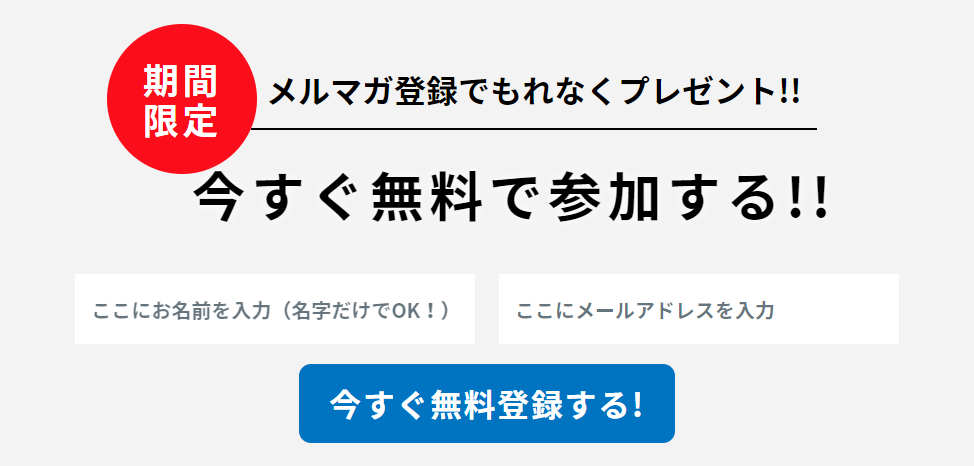 期間
限定
メルマガ登録でもれなくプレゼント!!
今すぐ無料で参加する!!
ここにお名前を入力（名字だけでOK！）
ここにメールアドレスを入力
今すぐ無料登録する!